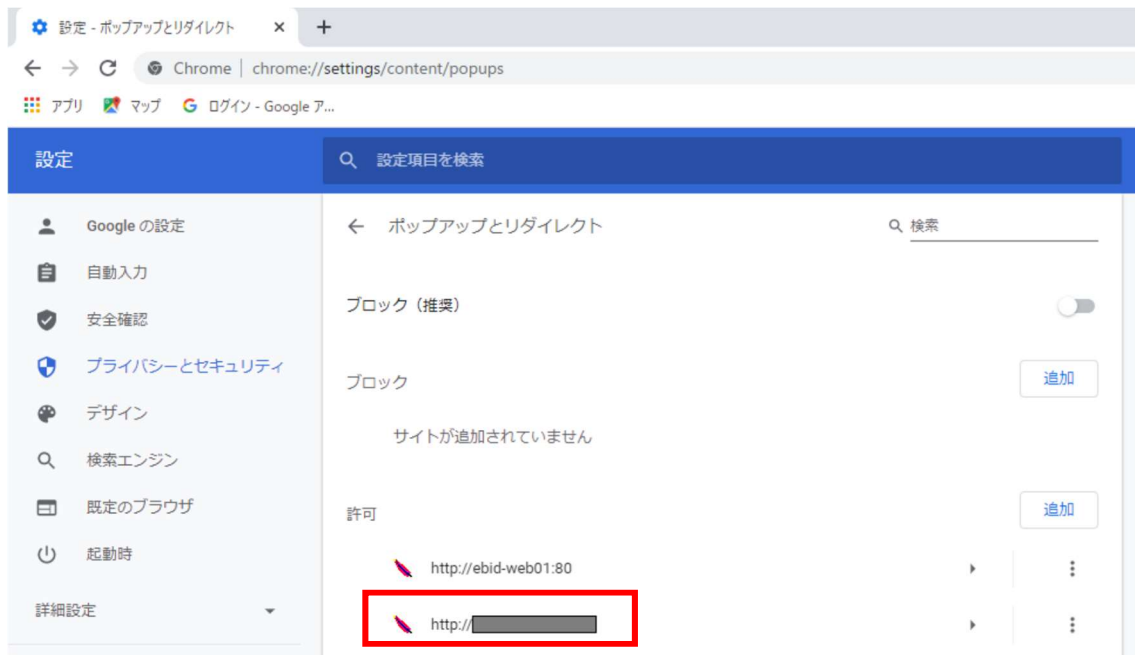 設定 - ポップアップとリダイレクト
Chrome | chrome://settings/content/popups
アプリ マップ ログイン - Google ア...
設定
設定項目を検索
Google の設定
自動入力
安全確認
プライバシーとセキュリティ
デザイン
検索エンジン
既定のブラウザ
起動時
詳細設定
ポップアップとリダイレクト
検索
ブロック（推奨）
ブロック
追加
サイトが追加されていません
許可
追加
http://ebid-web01:80
http://